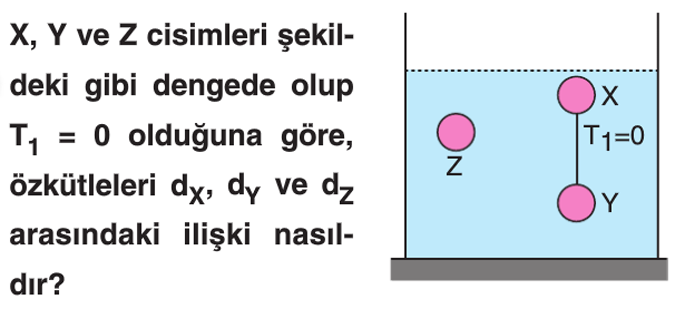 X, Y ve Z cisimleri şekil-
deki gibi dengede olup
T₁ = 0 olduğuna göre,
özkütleleri dX, dY ve dZ
arasındaki ilişki nasıl-
dır?
X
T₁=0
Z
Y